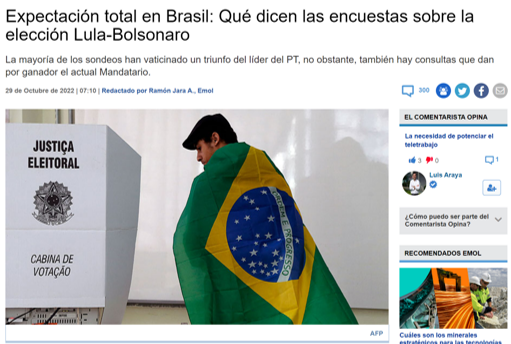 Expectación total en Brasil: Qué dicen las encuestas sobre la
elección Lula-Bolsonaro
La mayoría de los sondeos han vaticinado un triunfo del líder del PT, no obstante, también hay consultas que dan
por ganador el actual Mandatario.
29 de Octubre de 2022 | 07:10 | Redactado por Ramón Jara A., Emol
300
JUSTIÇA
ELEITORAL
CABINA DE
VOTAÇÃO
E PROGRESSO
AFP
EL COMENTARISTA OPINA
La necesidad de potenciar el
teletrabajo
3 0 1
Luis Araya
¿Cómo puedo ser parte del
Comentarista Opina?
RECOMENDADOS EMOL
Cuáles son los minerales
estratégicos para las tecnologías